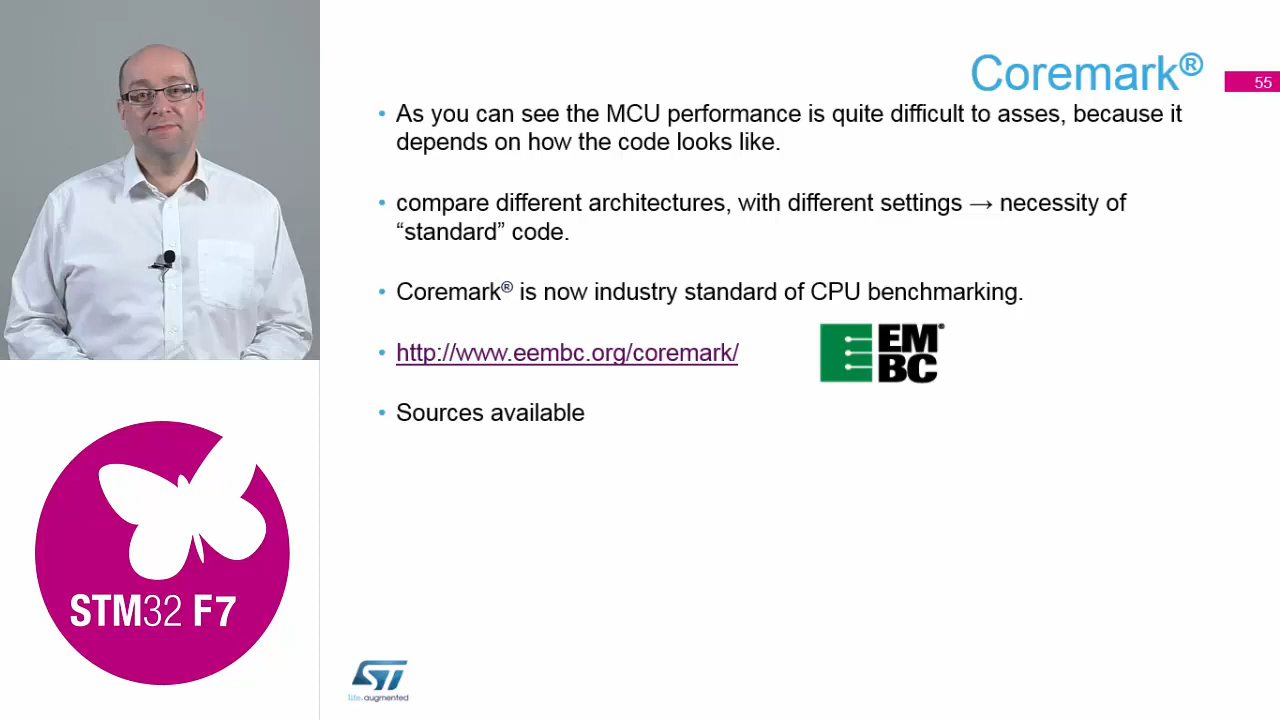 Coremark®
55
• As you can see the MCU performance is quite difficult to asses, because it
depends on how the code looks like.
• compare different architectures, with different settings → necessity of
“standard” code.
• Coremark® is now industry standard of CPU benchmarking.
• http://www.eembc.org/coremark/
EM®
BC
• Sources available
STM32 F7
ST
life.augmented